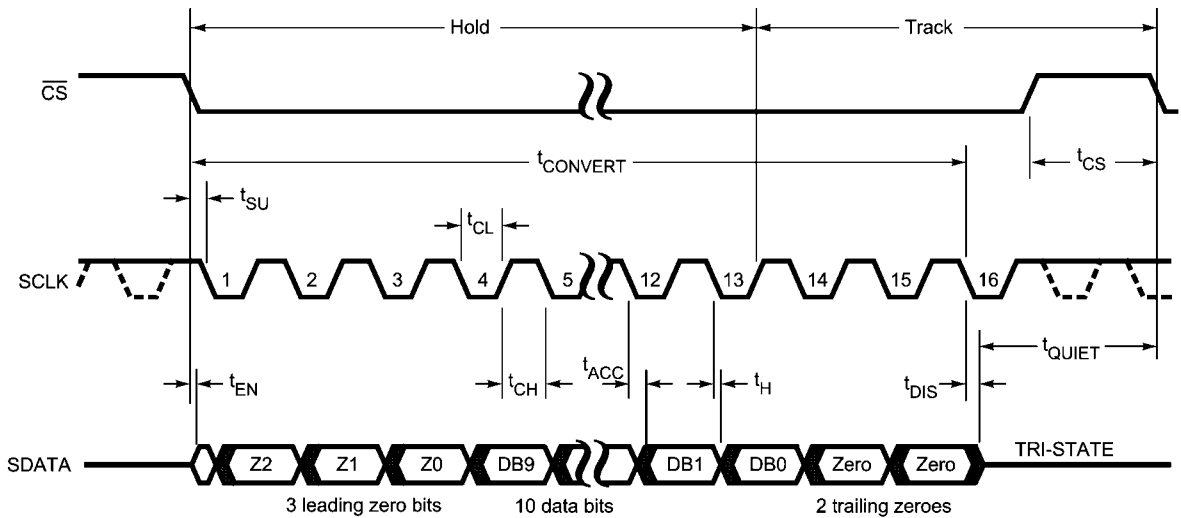 Hold Track
CS
tCONVERT tCS
tSU
tCL
SCLK 1 2 3 4 5 12 13 14 15 16
tQUIET
tEN tCH tACC tH tDIS
SDATA Z2 Z1 Z0 DB9 DB1 DB0 Zero Zero TRI-STATE
3 leading zero bits 10 data bits 2 trailing zeroes